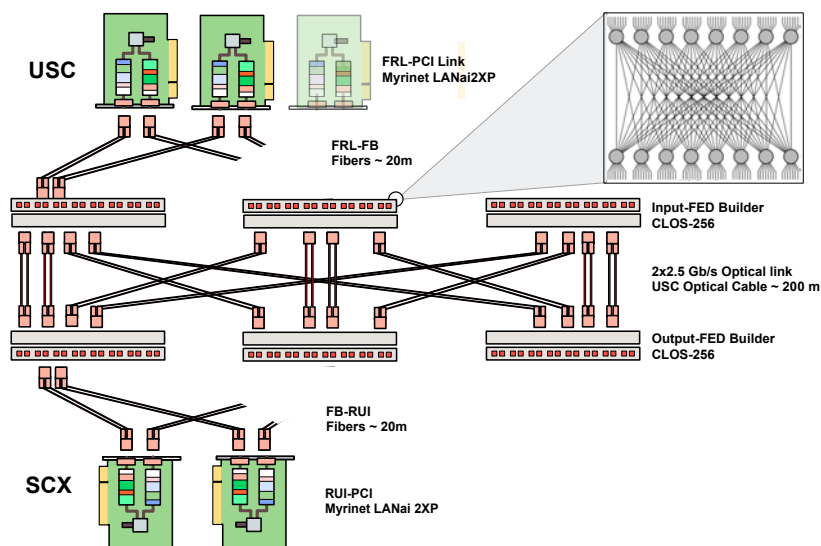 USC
FRL-PCI Link
Myrinet LANai2XP
FRL-FB
Fibers ~ 20m
Input-FED Builder
CLOS-256
2x2.5 Gb/s Optical link
USC Optical Cable ~ 200 m
Output-FED Builder
CLOS-256
FB-RUI
Fibers ~ 20m
SCX
RUI-PCI
Myrinet LANai 2XP